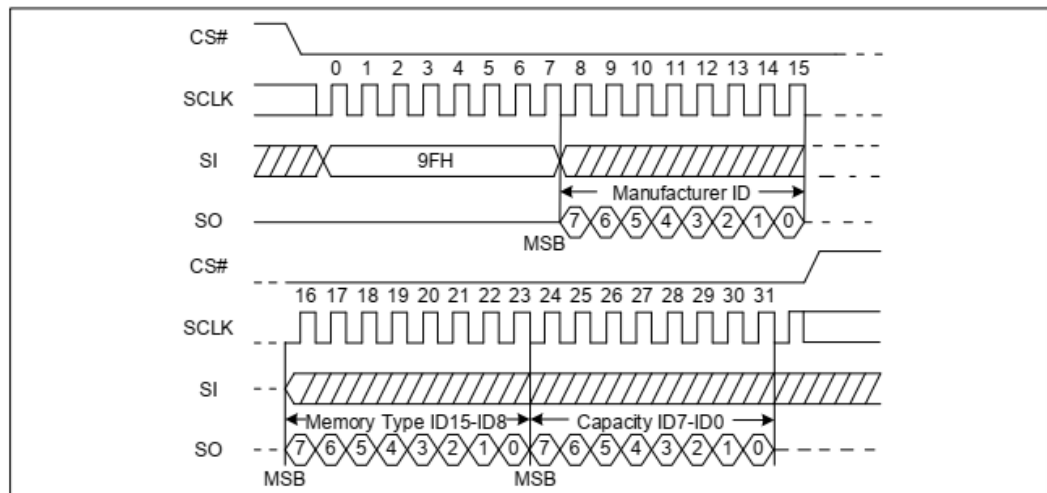 CS#
0 1 2 3 4 5 6 7 8 9 10 11 12 13 14 15
SCLK
SI 9FH
Manufacturer ID
SO 7 6 5 4 3 2 1 0
MSB
CS#
16 17 18 19 20 21 22 23 24 25 26 27 28 29 30 31
SCLK
SI
Memory Type ID15-ID8 Capacity ID7-ID0
SO 7 6 5 4 3 2 1 0 7 6 5 4 3 2 1 0
MSB MSB